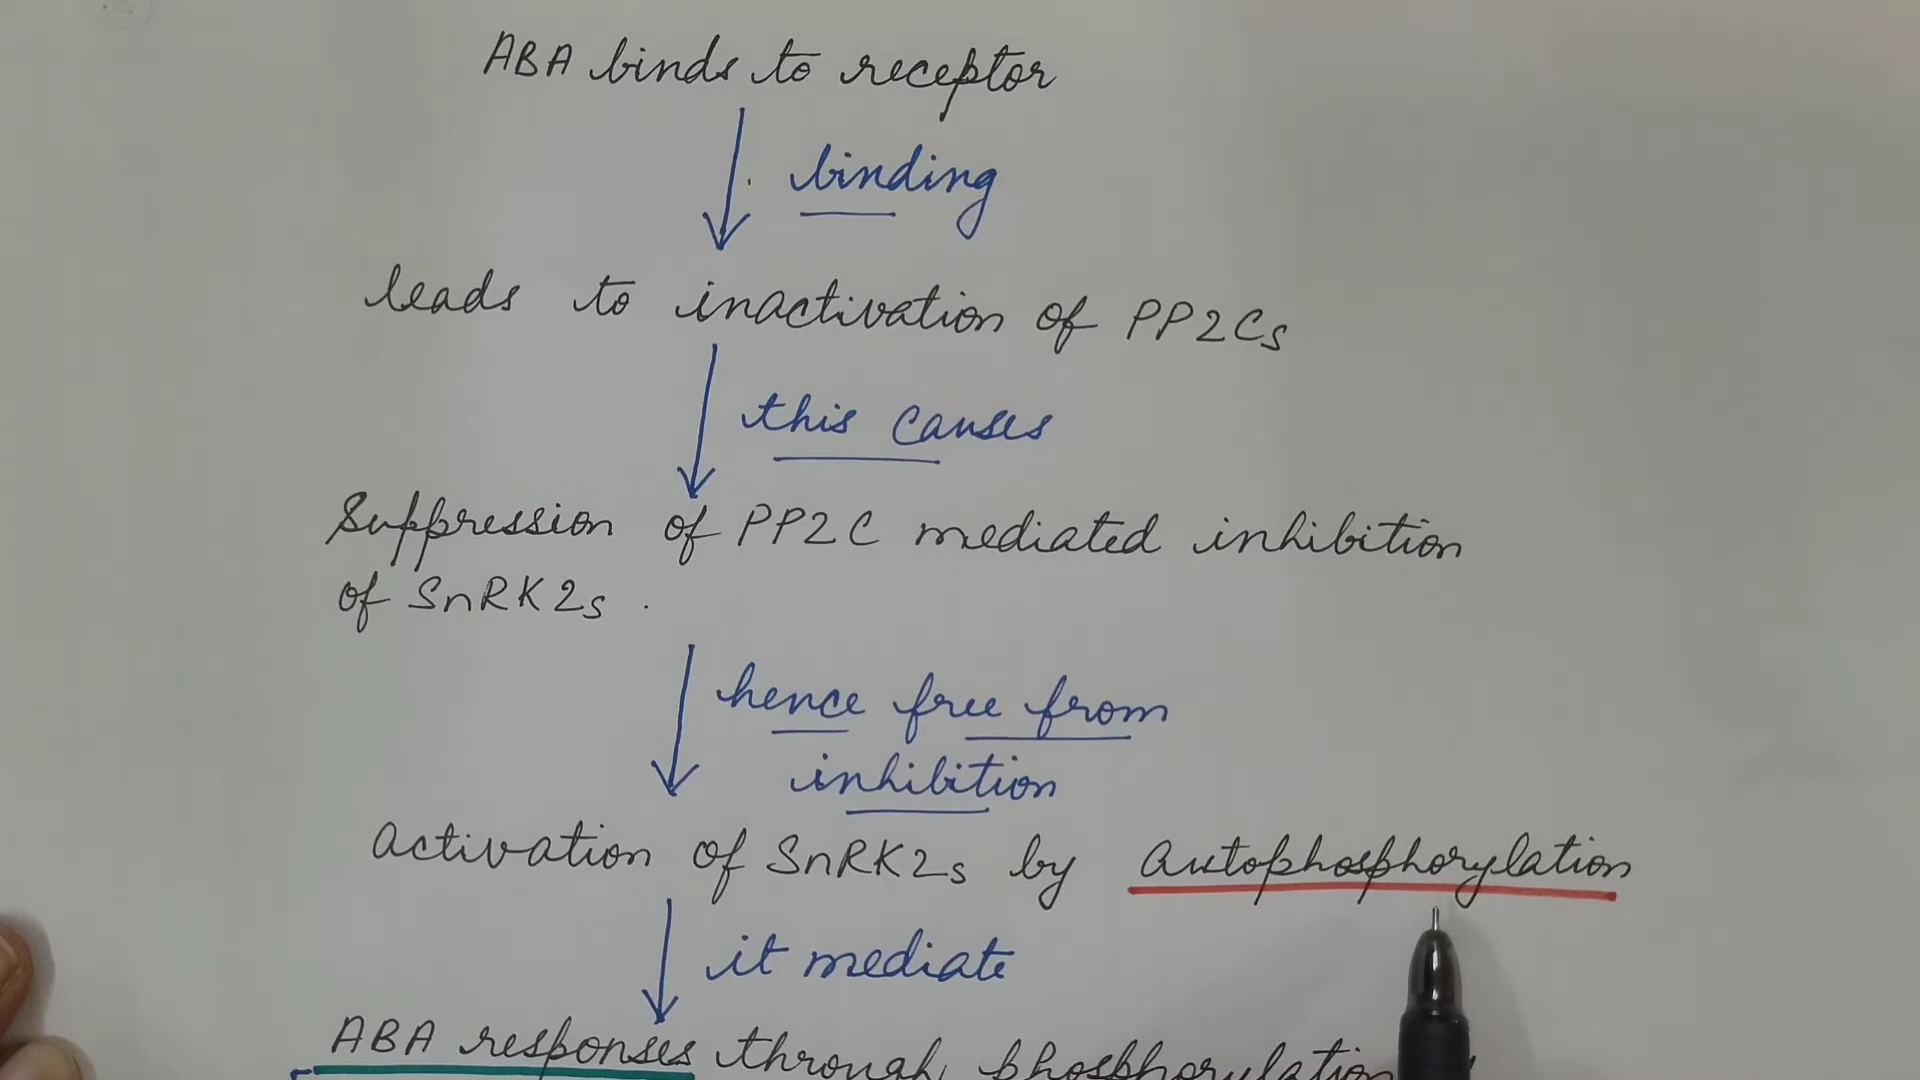 ABA binds to receptor
binding
leads to inactivation of PP2Cs
this causes
Suppression of PP2C mediated inhibition
of SnRK2s.
hence free from
inhibition
activation of SnRK2s by autophosphorylation
it mediate
ABA responses through phosphorylation